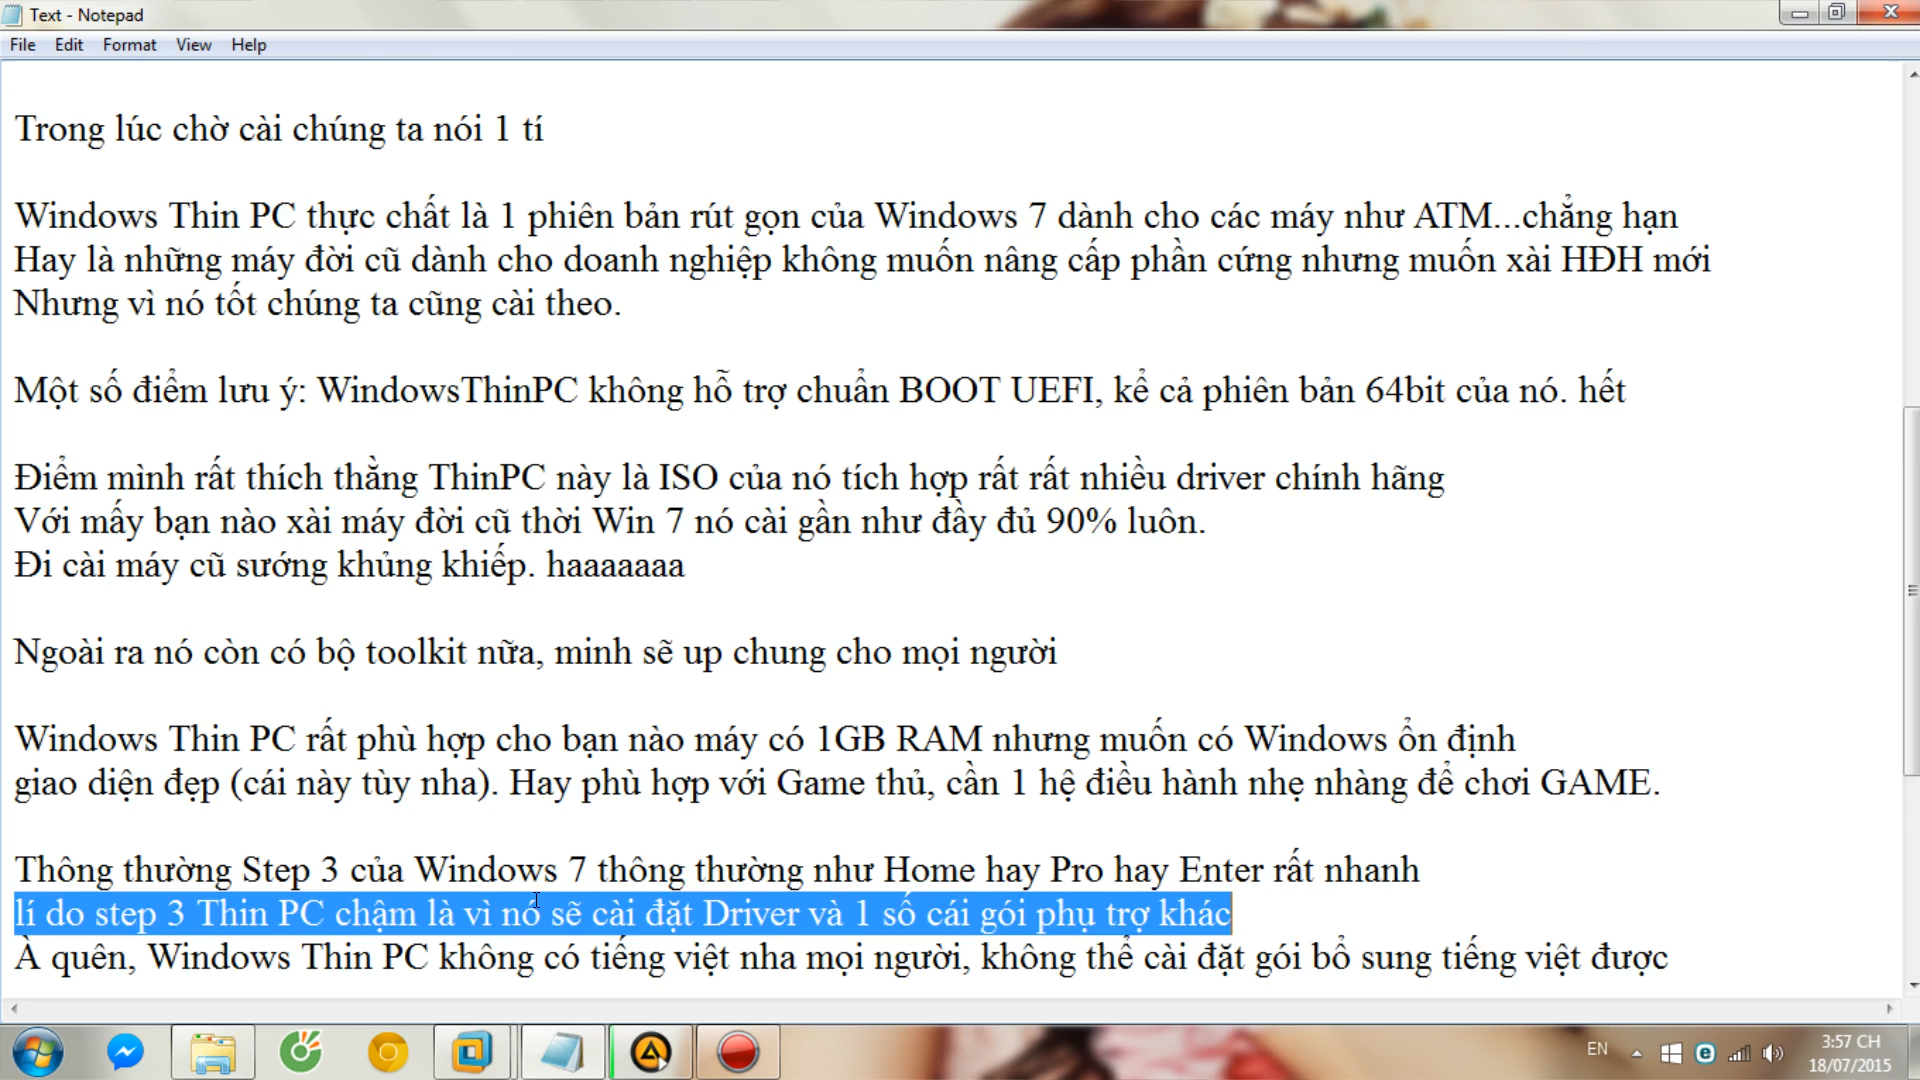 Text - Notepad
File Edit Format View Help
Trong lúc chờ cài chúng ta nói 1 tí
Windows Thin PC thực chất là 1 phiên bản rút gọn của Windows 7 dành cho các máy như ATM...chẳng hạn
Hay là những máy đời cũ dành cho doanh nghiệp không muốn nâng cấp phần cứng nhưng muốn xài HĐH mới
Nhưng vì nó tốt chúng ta cũng cài theo.
Một số điểm lưu ý: WindowsThinPC không hỗ trợ chuẩn BOOT UEFI, kể cả phiên bản 64bit của nó. hết
Điểm mình rất thích thằng ThinPC này là ISO của nó tích hợp rất rất nhiều driver chính hãng
Với mấy bạn nào xài máy đời cũ thời Win 7 nó cài gần như đầy đủ 90% luôn.
Đi cài máy cũ sướng khủng khiếp. haaaaaaa
Ngoài ra nó còn có bộ toolkit nữa, minh sẽ up chung cho mọi người
Windows Thin PC rất phù hợp cho bạn nào máy có 1GB RAM nhưng muốn có Windows ổn định
giao diện đẹp (cái này tùy nha). Hay phù hợp với Game thủ, cần 1 hệ điều hành nhẹ nhàng để chơi GAME.
Thông thường Step 3 của Windows 7 thông thường như Home hay Pro hay Enter rất nhanh
lí do step 3 Thin PC chậm là vì nó sẽ cài đặt Driver và 1 số cái gói phụ trợ khác
À quên, Windows Thin PC không có tiếng việt nha mọi người, không thể cài đặt gói bổ sung tiếng việt được
EN
3:57 CH
18/07/2015